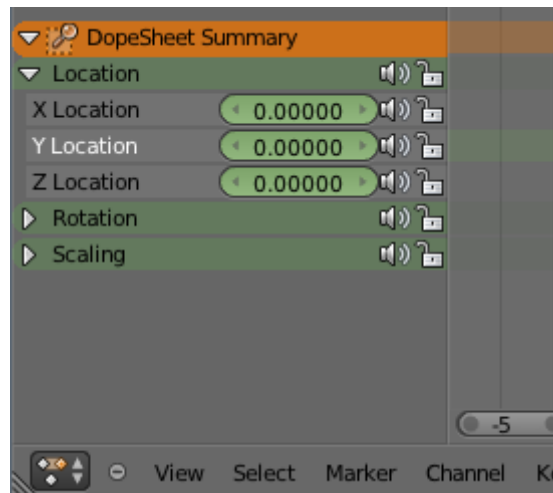 DopeSheet Summary
Location
X Location 0.00000
Y Location 0.00000
Z Location 0.00000
Rotation
Scaling
-5
View Select Marker Channel